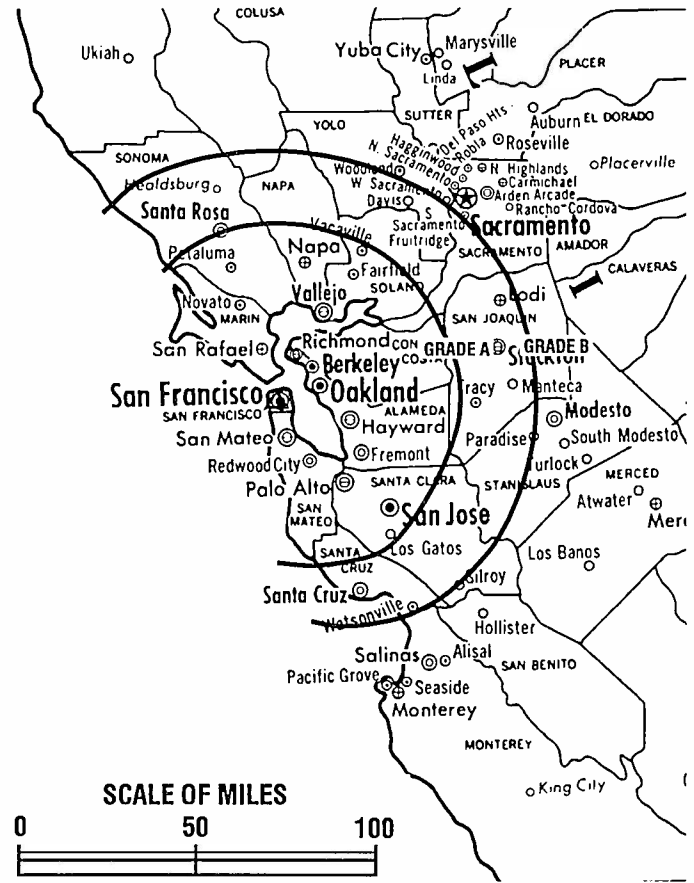 COLUSA
Ukiah
Yuba City
Marysville
Linda
PLACER
SUTTER
Auburn
EL DORADO
YOLO
Del Paso Hts.
Robla
Hagginwood
N. Sacramento
Roseville
SONOMA
Woodland
N Highlands
Placerville
Healdsburg
NAPA
W Sacramento
Carmichael
Arden Arcade
Davis
Rancho-Cordova
Santa Rosa
S
Sacramento
Sacramento
Vacaville
Fruitridge
Petaluma
Napa
SACRAMENTO
AMADOR
Fairfield
CALAVERAS
SOLANO
Vallejo
Novato
Lodi
MARIN
SAN JOAQUIN
San Rafael
Richmond
CON
COSTA
GRADE A
Stockton
GRADE B
Berkeley
San Francisco
Oakland
Tracy
Manteca
SAN FRANCISCO
ALAMEDA
Modesto
San Mateo
Hayward
Paradise
South Modesto
Redwood City
Fremont
Turlock
MERCED
Palo Alto
SANTA CLARA
STANISLAUS
Atwater
SAN
MATEO
San Jose
Merc
SANTA
CRUZ
Los Gatos
Los Banos
Santa Cruz
Gilroy
Watsonville
Hollister
Salinas
Alisal
SAN BENITO
Pacific Grove
Seaside
Monterey
MONTEREY
King City
SCALE OF MILES
0 50 100